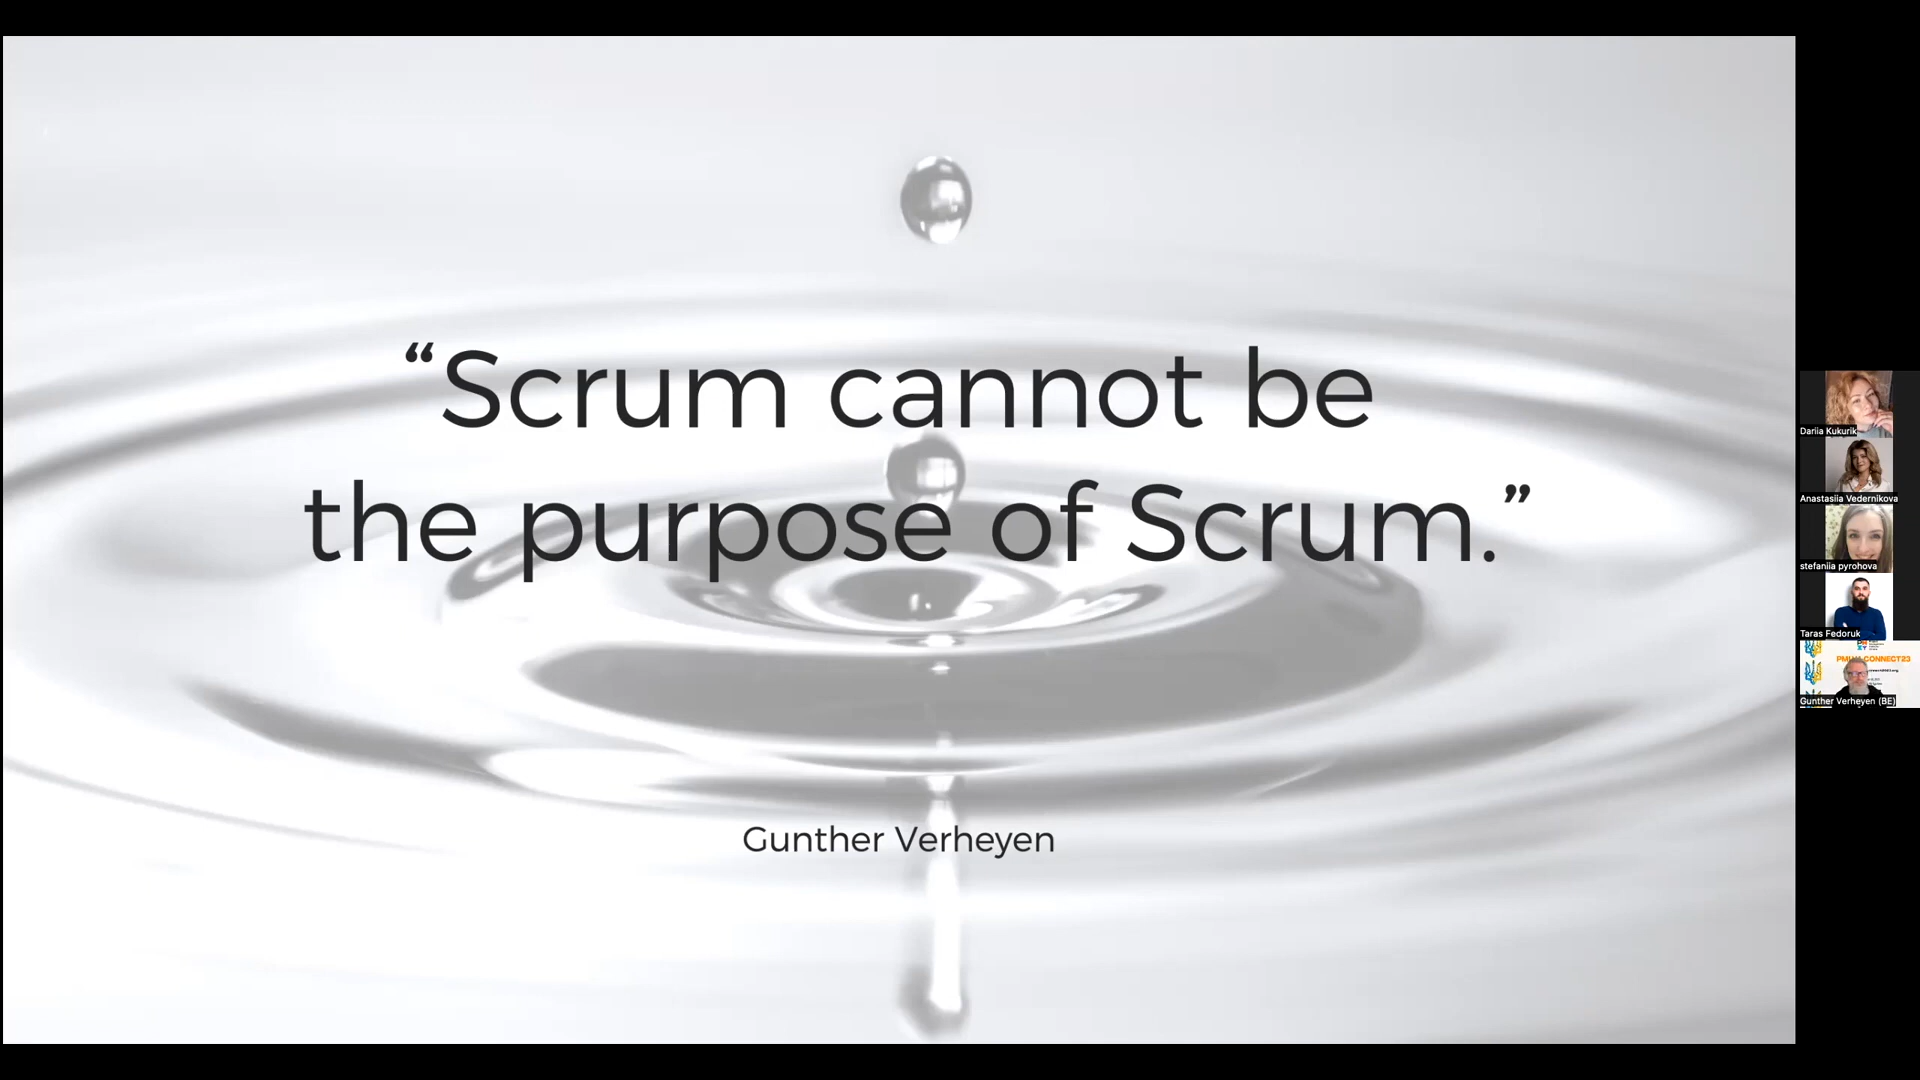 “Scrum cannot be
the purpose of Scrum.”
Gunther Verheyen
Dariia Kukurik
Anastasiia Vedernikova
stefaniia pyrohova
Taras Fedoruk
CONNECT23
Gunther Verheyen (BE)